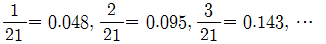 1/21 = 0.048, 2/21 = 0.095, 3/21 = 0.143, ⋯